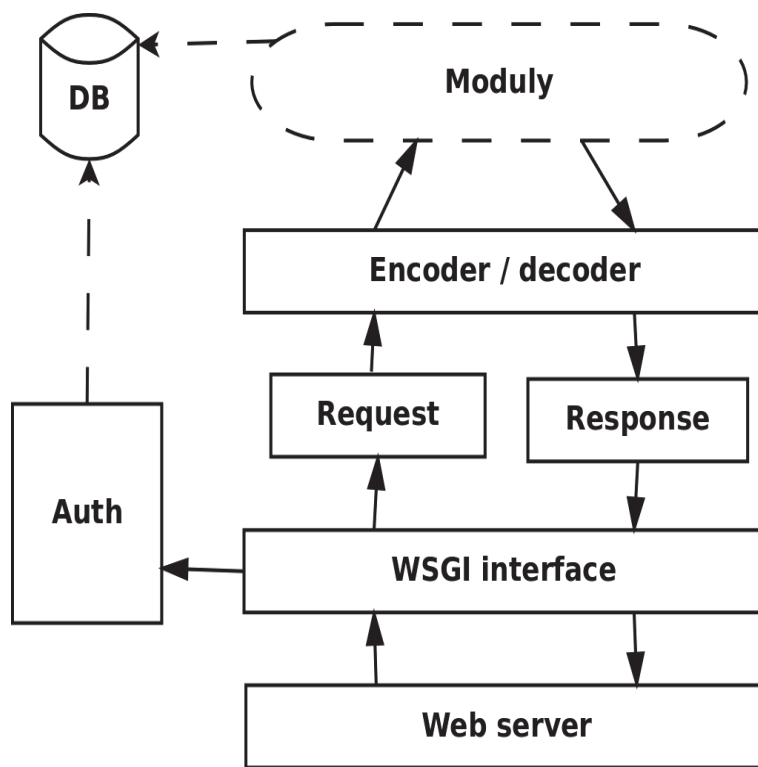 DB
Moduly
Encoder / decoder
Request
Response
Auth
WSGI interface
Web server